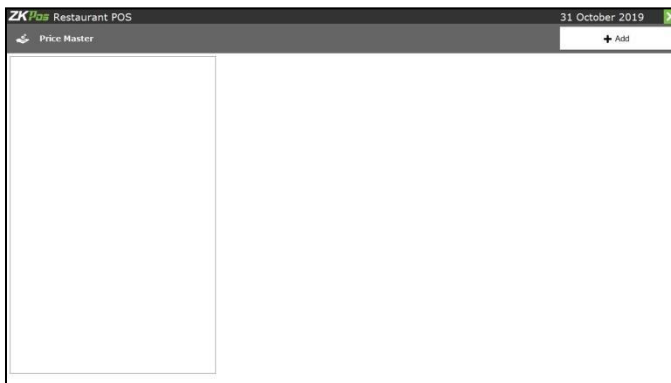 ZKPos Restaurant POS
31 October 2019
Price Master
+ Add